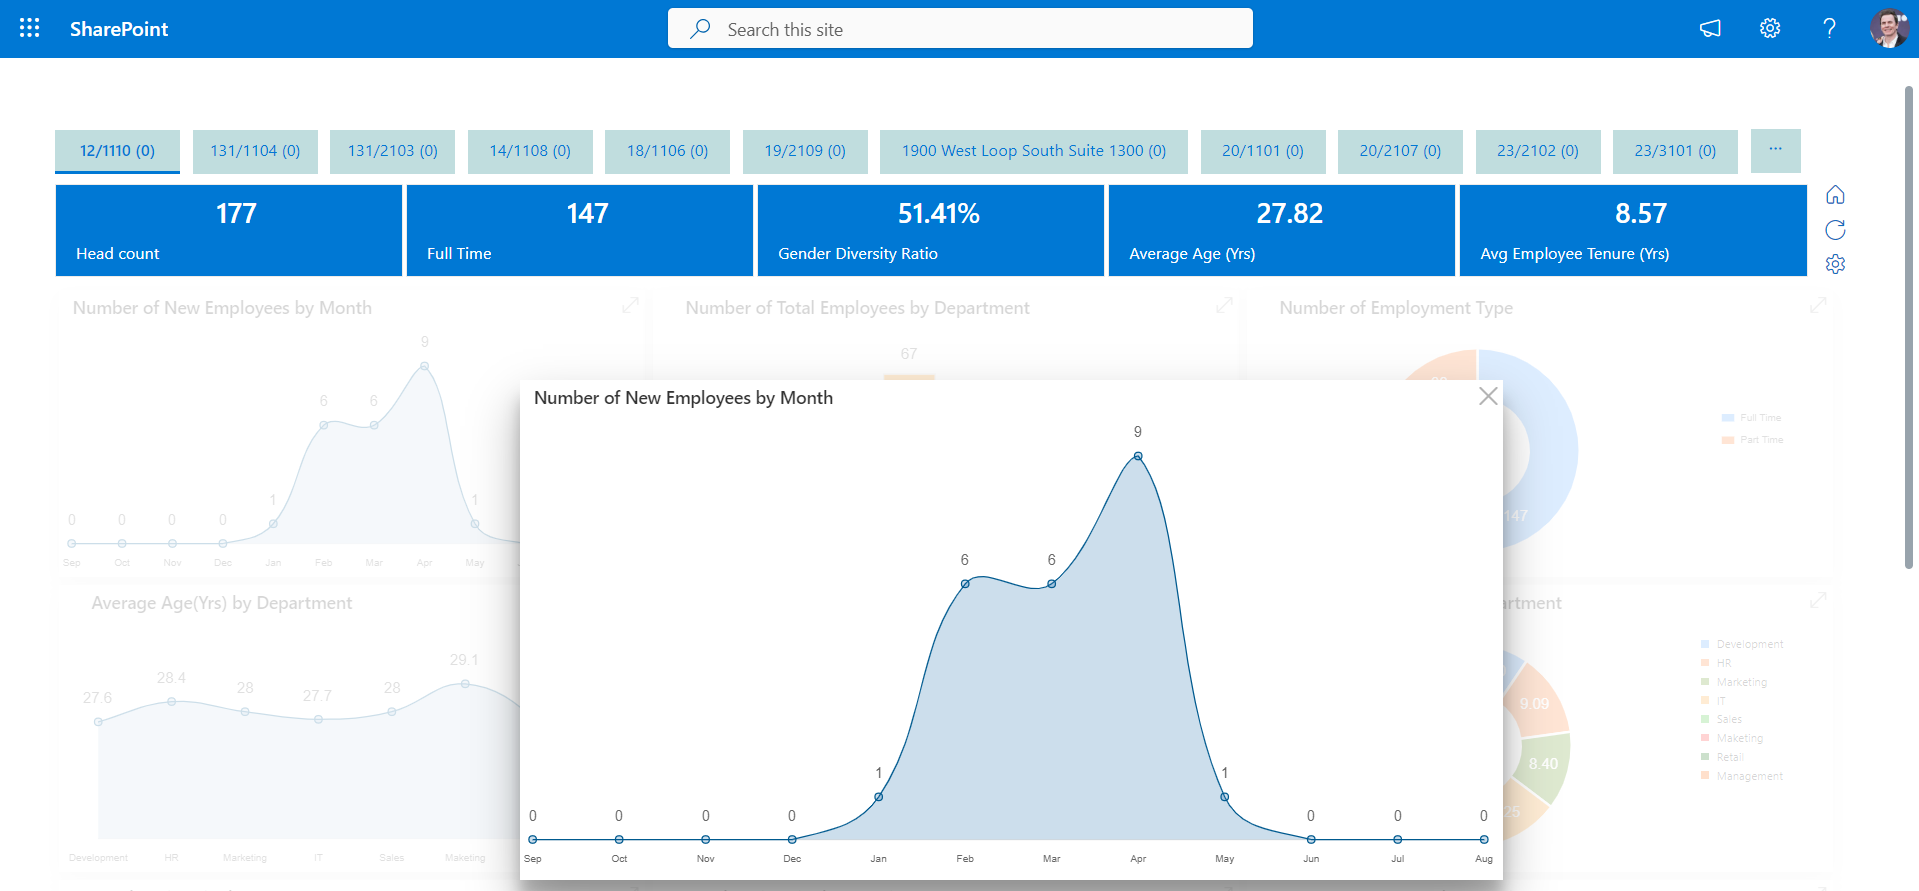 SharePoint
Search this site
12/1110 (0)
131/1104 (0)
131/2103 (0)
14/1108 (0)
18/1106 (0)
19/2109 (0)
1900 West Loop South Suite 1300 (0)
20/1101 (0)
20/2107 (0)
23/2102 (0)
23/3101 (0)
...
177
Head count
147
Full Time
51.41%
Gender Diversity Ratio
27.82
Average Age (Yrs)
8.57
Avg Employee Tenure (Yrs)
Number of New Employees by Month
9
6 6
1 1
0 0 0 0
Sep Oct Nov Dec Jan Feb Mar Apr May
Number of Total Employees by Department
67
Number of Employment Type
147
Full Time
Part Time
Number of New Employees by Month
9
6 6
1 1
0 0 0 0 0 0 0
Sep Oct Nov Dec Jan Feb Mar Apr May Jun Jul Aug
Average Age(Yrs) by Department
27.6 28.4 28 27.7 28 29.1
Development HR Marketing IT Sales Maketing
9.09
8.40
Development
HR
Marketing
IT
Sales
Maketing
Retail
Management